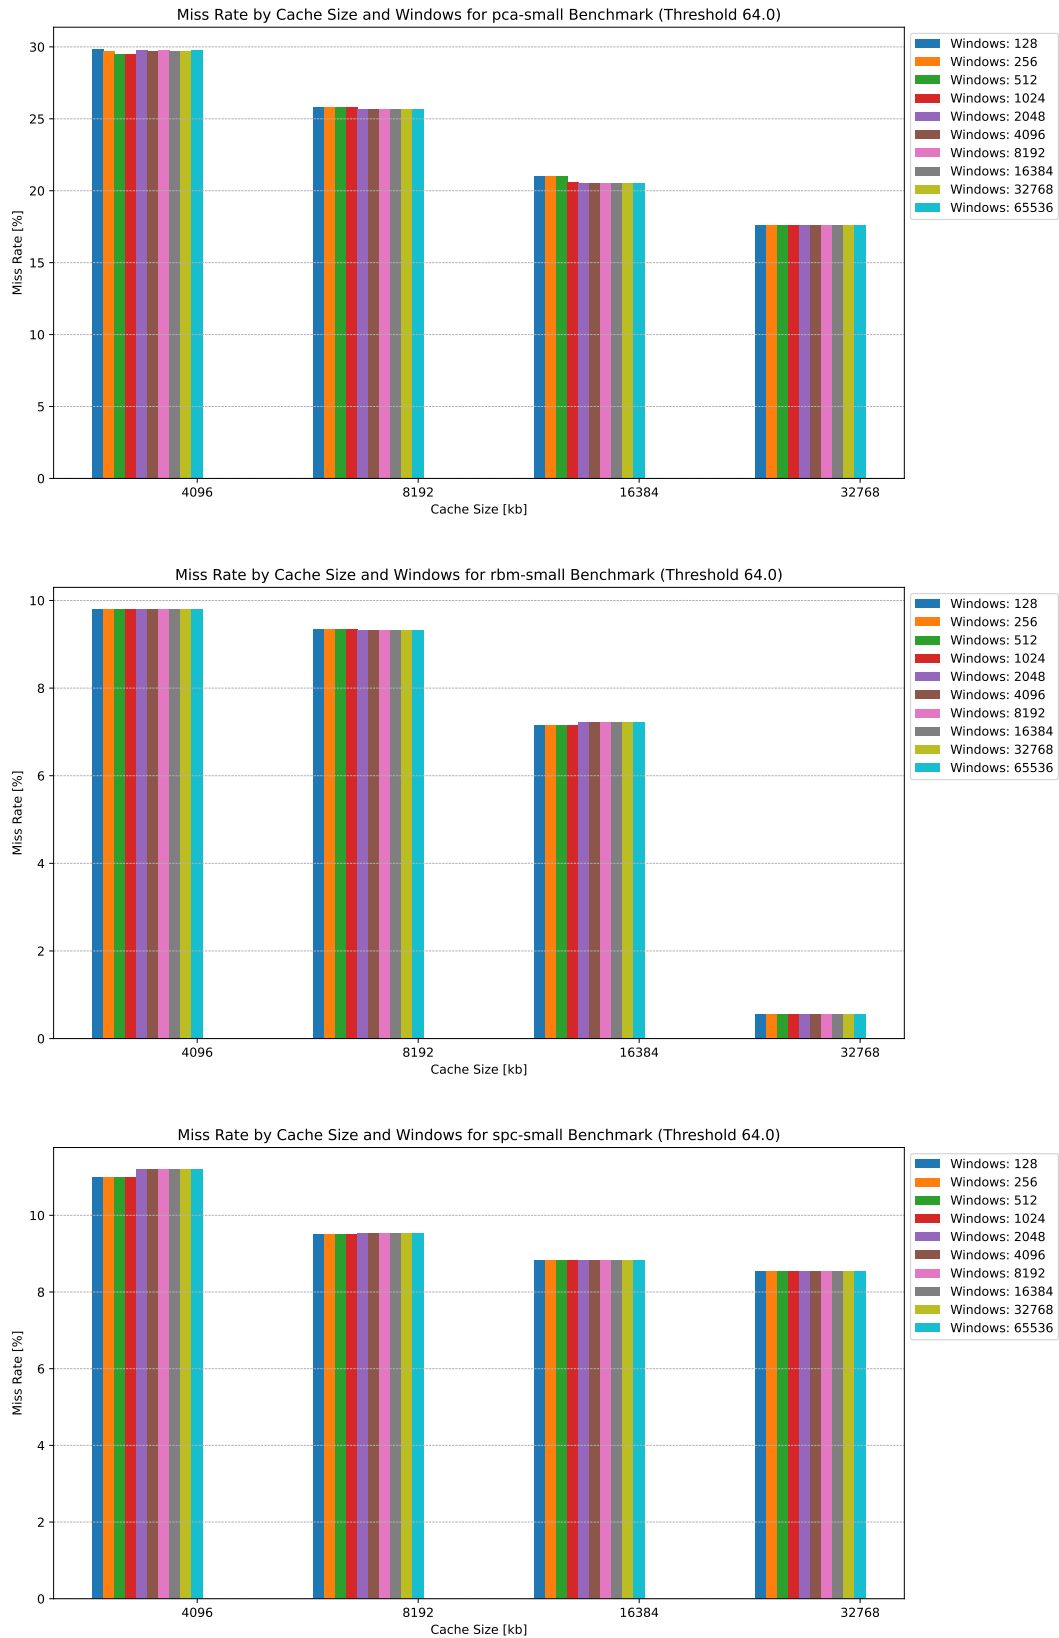 Miss Rate by Cache Size and Windows for pca-small Benchmark (Threshold 64.0)
30
25
20
15
10
5
0
Miss Rate [%]
4096 8192 16384 32768
Cache Size [kb]
Windows: 128
Windows: 256
Windows: 512
Windows: 1024
Windows: 2048
Windows: 4096
Windows: 8192
Windows: 16384
Windows: 32768
Windows: 65536
Miss Rate by Cache Size and Windows for rbm-small Benchmark (Threshold 64.0)
10
8
6
4
2
0
Miss Rate [%]
4096 8192 16384 32768
Cache Size [kb]
Windows: 128
Windows: 256
Windows: 512
Windows: 1024
Windows: 2048
Windows: 4096
Windows: 8192
Windows: 16384
Windows: 32768
Windows: 65536
Miss Rate by Cache Size and Windows for spc-small Benchmark (Threshold 64.0)
10
8
6
4
2
0
Miss Rate [%]
4096 8192 16384 32768
Cache Size [kb]
Windows: 128
Windows: 256
Windows: 512
Windows: 1024
Windows: 2048
Windows: 4096
Windows: 8192
Windows: 16384
Windows: 32768
Windows: 65536